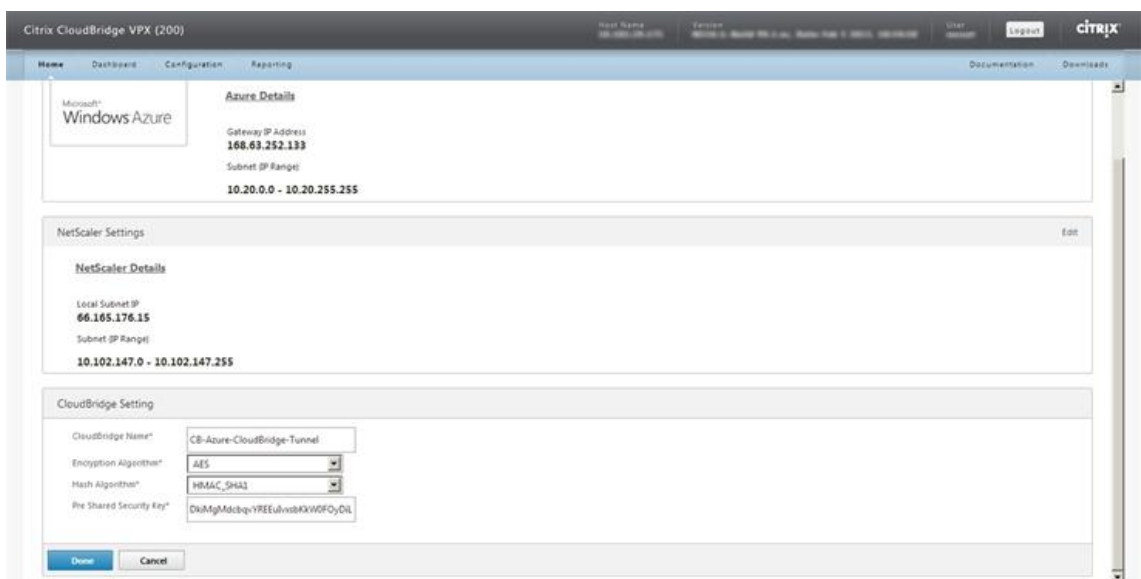 Citrix CloudBridge VPX (200)
Host Name
Version
User
Logout
CITRIX
Home Dashboard Configuration Reporting Documentation Downloads
Microsoft®
Windows Azure
Azure Details
Gateway IP Address
168.63.252.133
Subnet (IP Range)
10.20.0.0 - 10.20.255.255
NetScaler Settings Edit
NetScaler Details
Local Subnet IP
66.165.176.15
Subnet (IP Range)
10.102.147.0 - 10.102.147.255
CloudBridge Setting
CloudBridge Name* CB-Azure-CloudBridge-Tunnel
Encryption Algorithm* AES
Hash Algorithm* HMAC_SHA1
Pre Shared Security Key*
Done Cancel